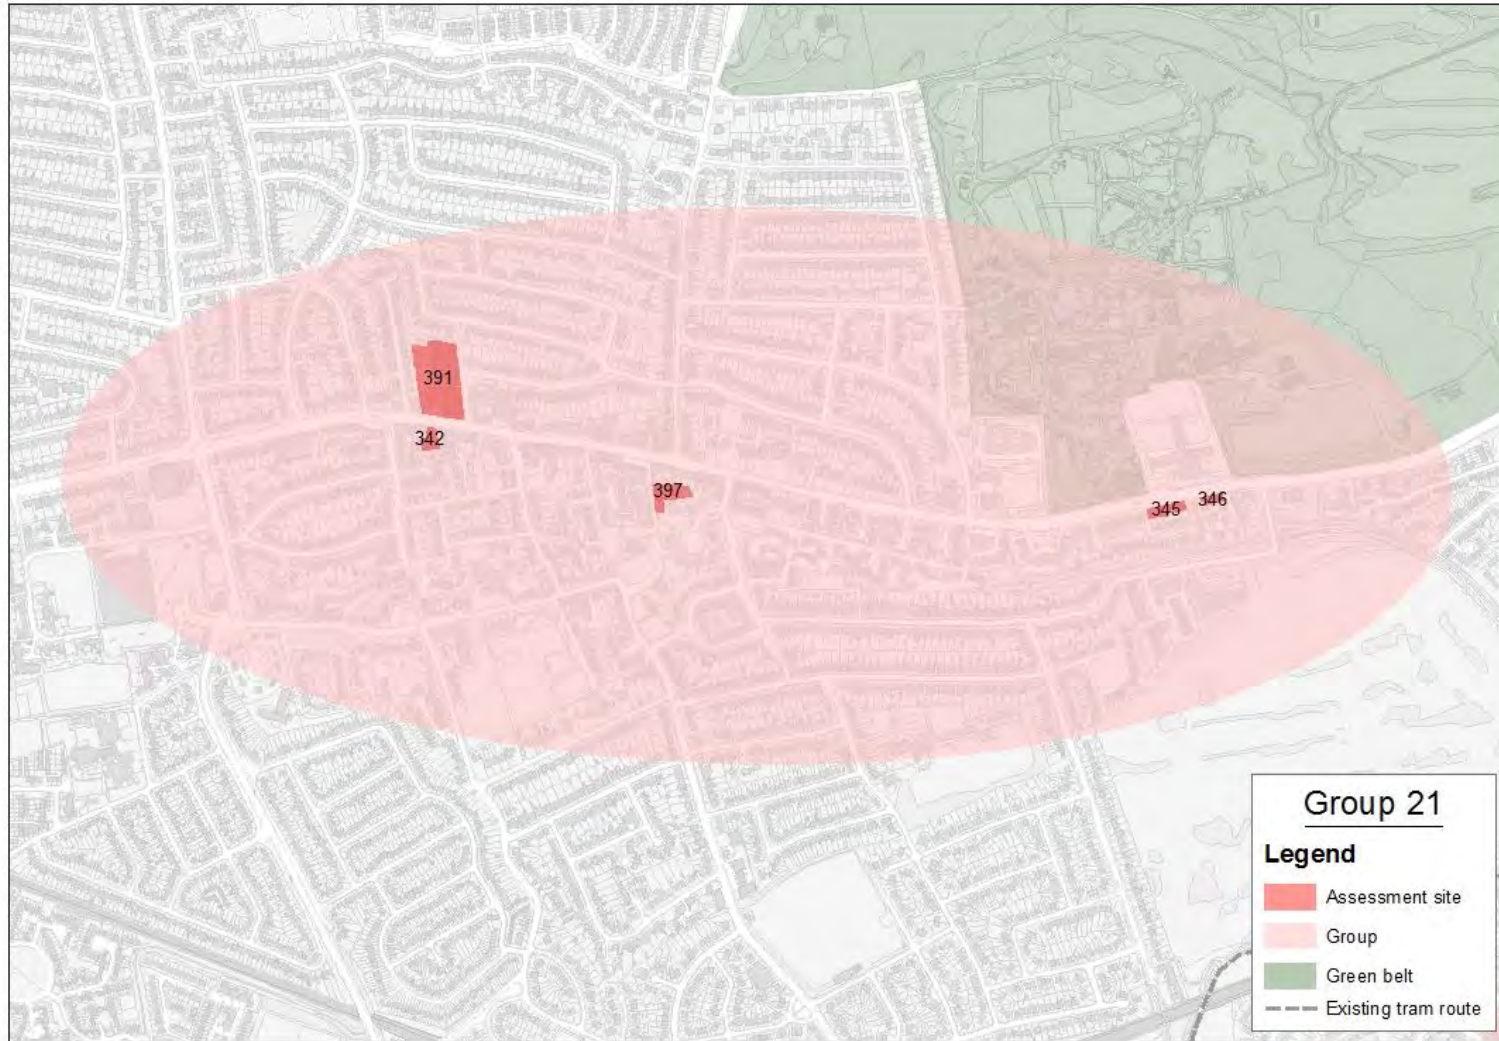 391
342
397
345
346
Group 21
Legend
Assessment site
Group
Green belt
Existing tram route